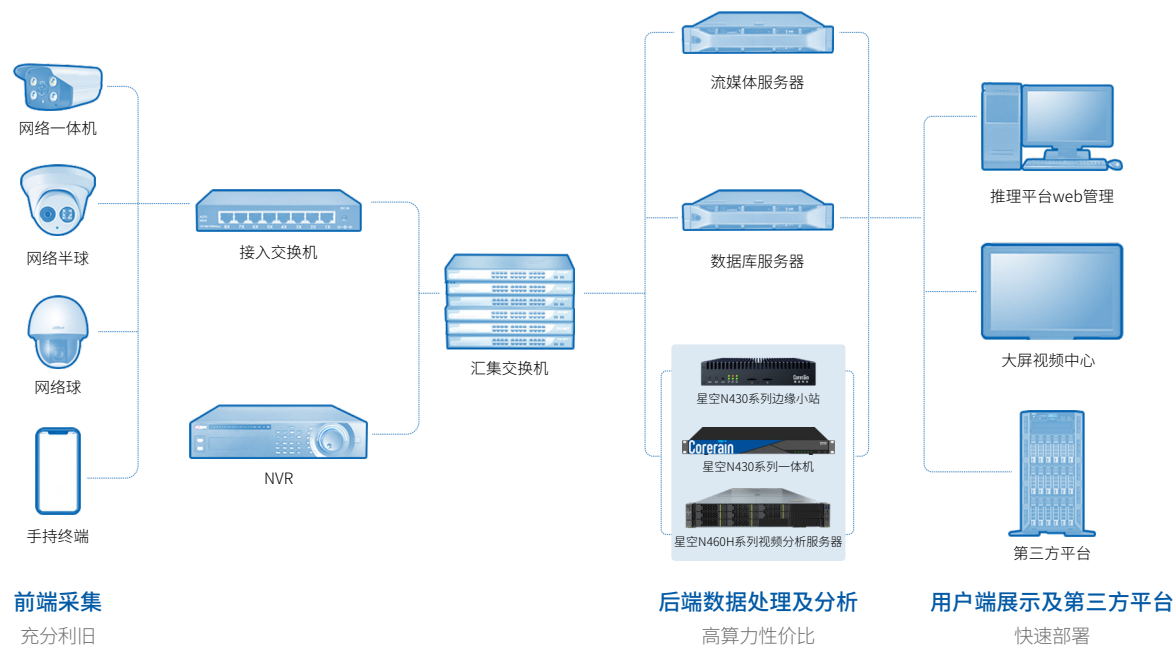 网络一体机
网络半球
网络球
手持终端
接入交换机
NVR
汇集交换机
流媒体服务器
数据库服务器
Corerain
星空N430系列边缘小站
Corerain
星空N430系列一体机
星空N460H系列视频分析服务器
推理平台web管理
大屏视频中心
第三方平台
前端采集
充分利旧
后端数据处理及分析
高算力性价比
用户端展示及第三方平台
快速部署